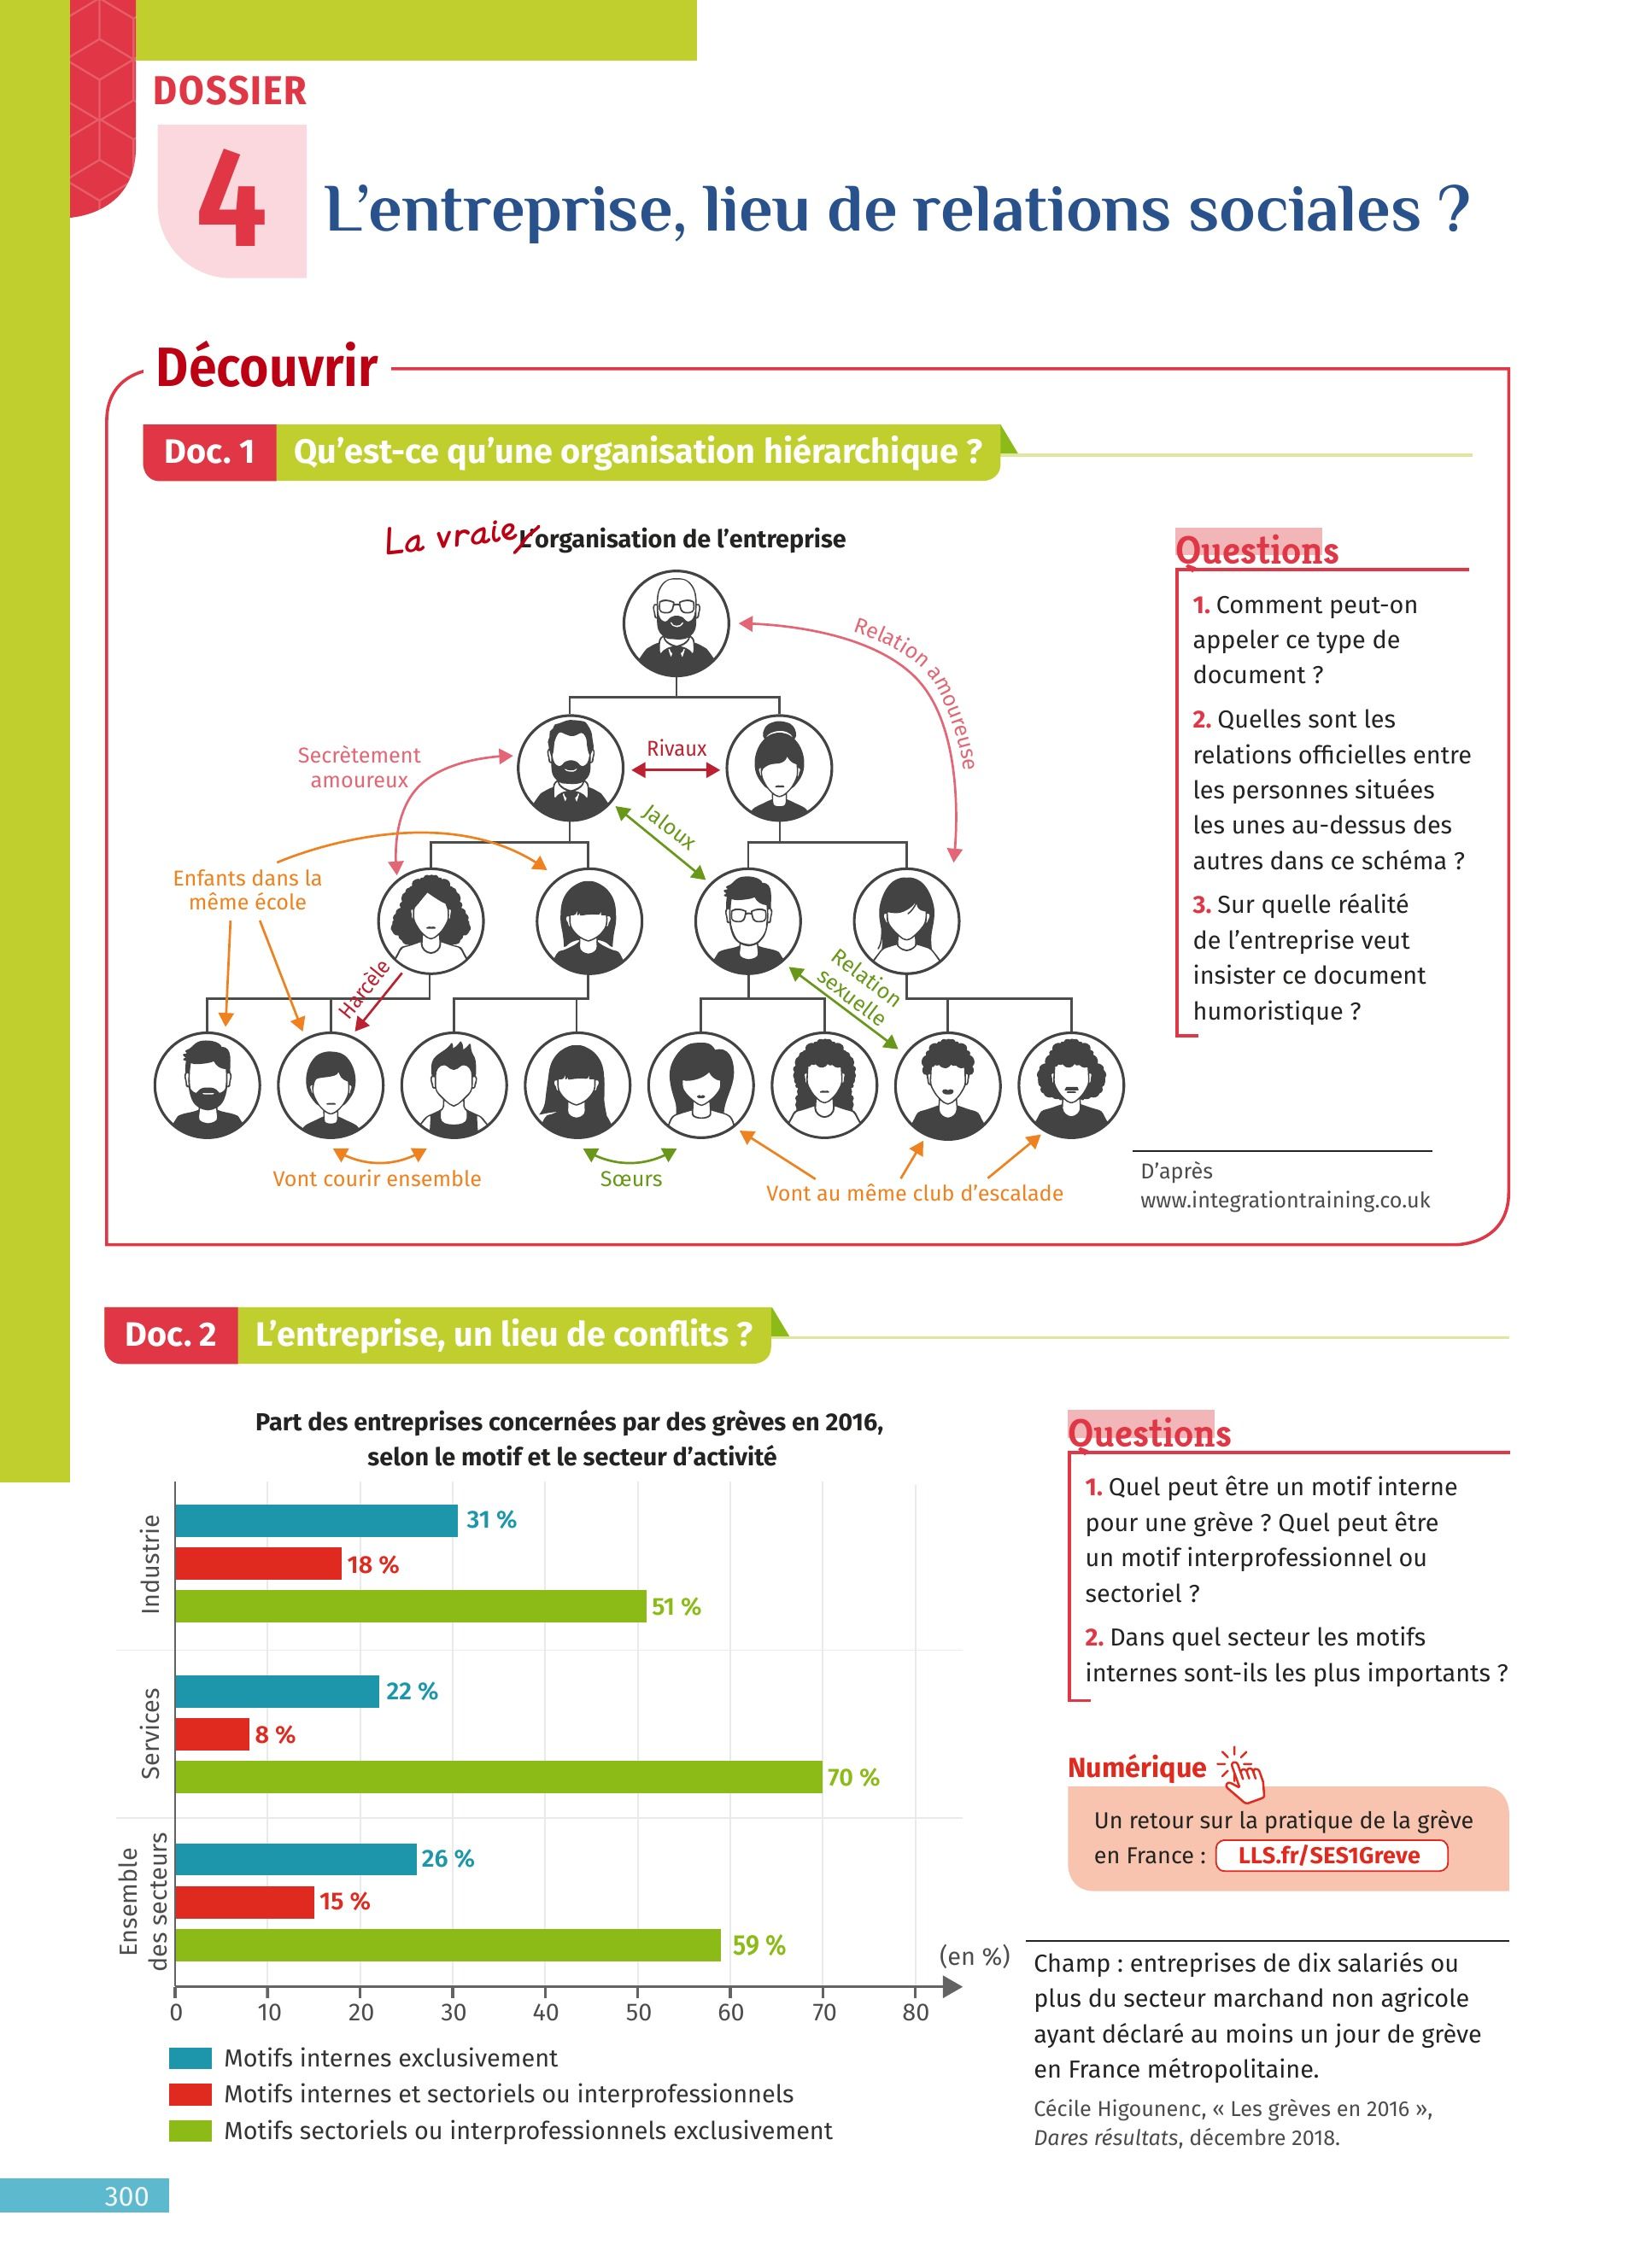 DOSSIER
4
L’entreprise, lieu de relations sociales ?
Découvrir
Doc. 1 Qu’est-ce qu’une organisation hiérarchique ?
La vraie L’organisation de l’entreprise
Relation amoureuse
Secrètement
amoureux
Rivaux
Jaloux
Enfants dans la
même école
Harcèle
Relation
sexuelle
Vont courir ensemble
Sœurs
Vont au même club d’escalade
Questions
1. Comment peut-on
appeler ce type de
document ?
2. Quelles sont les
relations officielles entre
les personnes situées
les unes au-dessus des
autres dans ce schéma ?
3. Sur quelle réalité
de l’entreprise veut
insister ce document
humoristique ?
D’après
www.integrationtraining.co.uk
Doc. 2 L’entreprise, un lieu de conflits ?
Part des entreprises concernées par des grèves en 2016,
selon le motif et le secteur d’activité
Industrie
31 %
18 %
51 %
Services
22 %
8 %
70 %
Ensemble
des secteurs
26 %
15 %
59 %
(en %)
0 10 20 30 40 50 60 70 80
Motifs internes exclusivement
Motifs internes et sectoriels ou interprofessionnels
Motifs sectoriels ou interprofessionnels exclusivement
Questions
1. Quel peut être un motif interne
pour une grève ? Quel peut être
un motif interprofessionnel ou
sectoriel ?
2. Dans quel secteur les motifs
internes sont-ils les plus importants ?
Numérique
Un retour sur la pratique de la grève
en France : LLS.fr/SES1Greve
Champ : entreprises de dix salariés ou
plus du secteur marchand non agricole
ayant déclaré au moins un jour de grève
en France métropolitaine.
Cécile Higounenc, « Les grèves en 2016 »,
Dares résultats, décembre 2018.
300